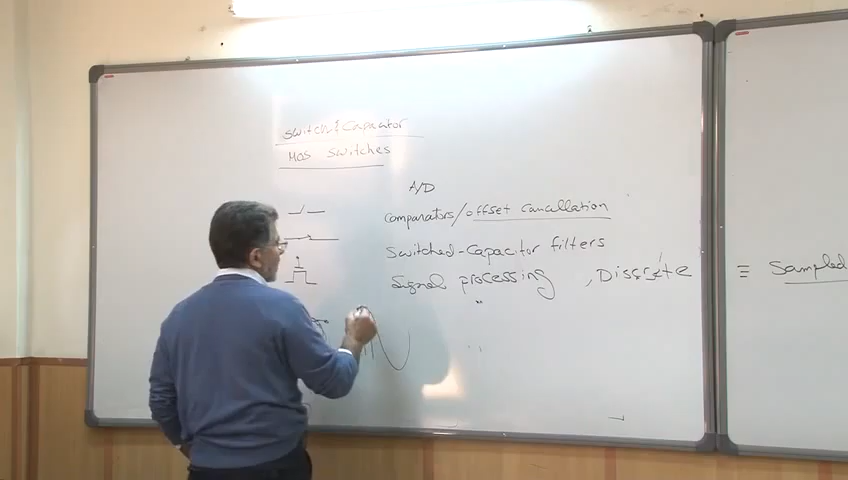 Switch & Capacitor
MOS Switches
A/D
Comparators/offset cancellation
Switched-Capacitor filters
Signal processing , Discrete ≡ Sampled